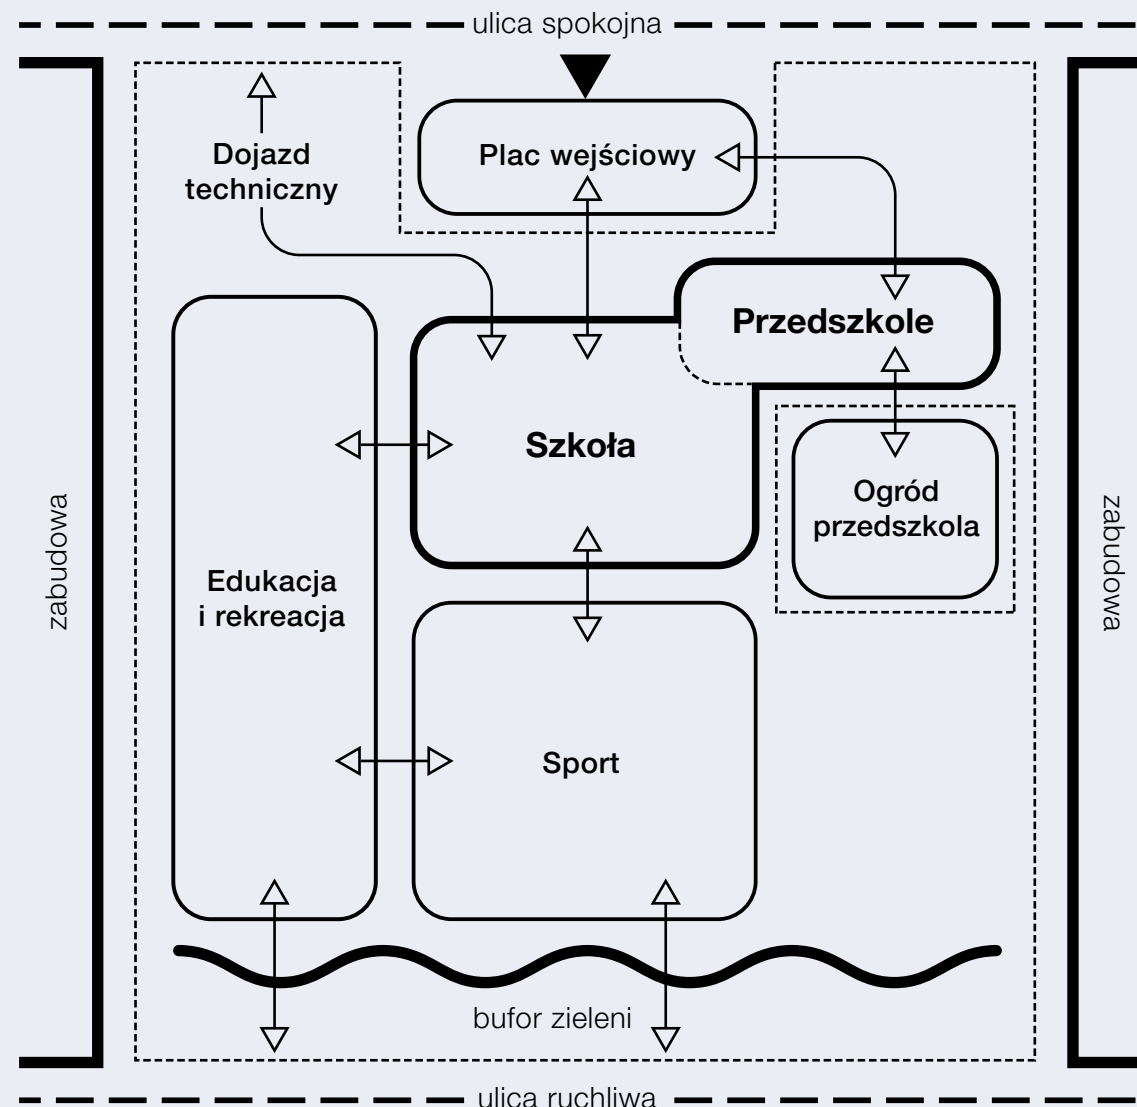 ulica spokojna
Dojazd
techniczny
Plac wejściowy
Przedszkole
Szkoła
Ogród
przedszkola
zabudowa
zabudowa
Edukacja
i rekreacja
Sport
bufor zieleni
ulica ruchliwa